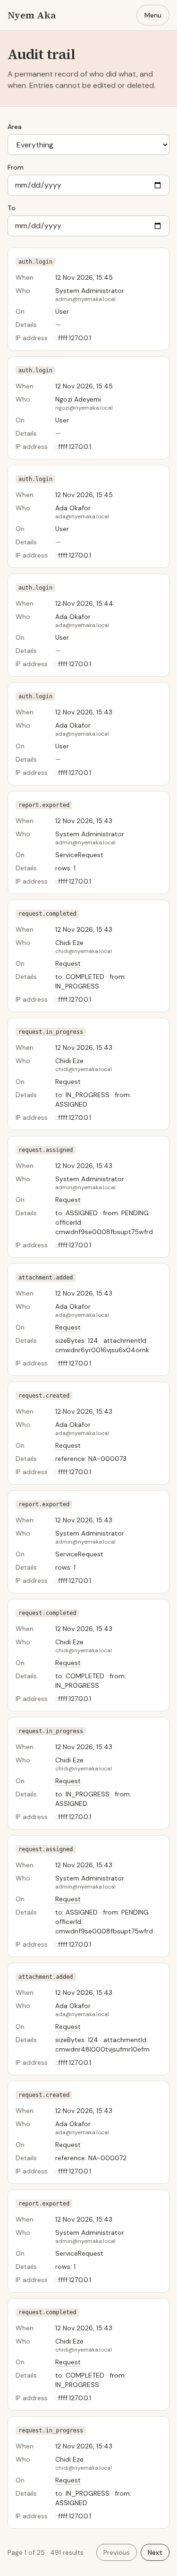 Nyem Aka
Menu
Audit trail
A permanent record of who did what, and
when. Entries cannot be edited or deleted.
Area
Everything
From
mm/dd/yyyy
To
mm/dd/yyyy
auth.login
When 12 Nov 2026, 15:45
Who System Administrator
admin@nyemaka.local
On User
Details —
IP address ::ffff:127.0.0.1
auth.login
When 12 Nov 2026, 15:45
Who Ngozi Adeyemi
ngozi@nyemaka.local
On User
Details —
IP address ::ffff:127.0.0.1
auth.login
When 12 Nov 2026, 15:45
Who Ada Okafor
ada@nyemaka.local
On User
Details —
IP address ::ffff:127.0.0.1
auth.login
When 12 Nov 2026, 15:44
Who Ada Okafor
ada@nyemaka.local
On User
Details —
IP address ::ffff:127.0.0.1
auth.login
When 12 Nov 2026, 15:43
Who Ada Okafor
ada@nyemaka.local
On User
Details —
IP address ::ffff:127.0.0.1
report.exported
When 12 Nov 2026, 15:43
Who System Administrator
admin@nyemaka.local
On ServiceRequest
Details rows: 1
IP address ::ffff:127.0.0.1
request.completed
When 12 Nov 2026, 15:43
Who Chidi Eze
chidi@nyemaka.local
On Request
Details to: COMPLETED · from:
IN_PROGRESS
IP address ::ffff:127.0.0.1
request.in_progress
When 12 Nov 2026, 15:43
Who Chidi Eze
chidi@nyemaka.local
On Request
Details to: IN_PROGRESS · from:
ASSIGNED
IP address ::ffff:127.0.0.1
request.assigned
When 12 Nov 2026, 15:43
Who System Administrator
admin@nyemaka.local
On Request
Details to: ASSIGNED · from: PENDING ·
officerId:
cmwdnf9se0008fbsupt75wfrd
IP address ::ffff:127.0.0.1
attachment.added
When 12 Nov 2026, 15:43
Who Ada Okafor
ada@nyemaka.local
On Request
Details sizeBytes: 124 · attachmentId:
cmwdnr6yr0016vjsu6x04ornk
IP address ::ffff:127.0.0.1
request.created
When 12 Nov 2026, 15:43
Who Ada Okafor
ada@nyemaka.local
On Request
Details reference: NA-000073
IP address ::ffff:127.0.0.1
report.exported
When 12 Nov 2026, 15:43
Who System Administrator
admin@nyemaka.local
On ServiceRequest
Details rows: 1
IP address ::ffff:127.0.0.1
request.completed
When 12 Nov 2026, 15:43
Who Chidi Eze
chidi@nyemaka.local
On Request
Details to: COMPLETED · from:
IN_PROGRESS
IP address ::ffff:127.0.0.1
request.in_progress
When 12 Nov 2026, 15:43
Who Chidi Eze
chidi@nyemaka.local
On Request
Details to: IN_PROGRESS · from:
ASSIGNED
IP address ::ffff:127.0.0.1
request.assigned
When 12 Nov 2026, 15:43
Who System Administrator
admin@nyemaka.local
On Request
Details to: ASSIGNED · from: PENDING ·
officerId:
cmwdnf9se0008fbsupt75wfrd
IP address ::ffff:127.0.0.1
attachment.added
When 12 Nov 2026, 15:43
Who Ada Okafor
ada@nyemaka.local
On Request
Details sizeBytes: 124 · attachmentId:
cmwdnr48l000tvjsufmr10efm
IP address ::ffff:127.0.0.1
request.created
When 12 Nov 2026, 15:43
Who Ada Okafor
ada@nyemaka.local
On Request
Details reference: NA-000072
IP address ::ffff:127.0.0.1
report.exported
When 12 Nov 2026, 15:43
Who System Administrator
admin@nyemaka.local
On ServiceRequest
Details rows: 1
IP address ::ffff:127.0.0.1
request.completed
When 12 Nov 2026, 15:43
Who Chidi Eze
chidi@nyemaka.local
On Request
Details to: COMPLETED · from:
IN_PROGRESS
IP address ::ffff:127.0.0.1
request.in_progress
When 12 Nov 2026, 15:43
Who Chidi Eze
chidi@nyemaka.local
On Request
Details to: IN_PROGRESS · from:
ASSIGNED
IP address ::ffff:127.0.0.1
Page 1 of 25 · 491 results
Previous
Next